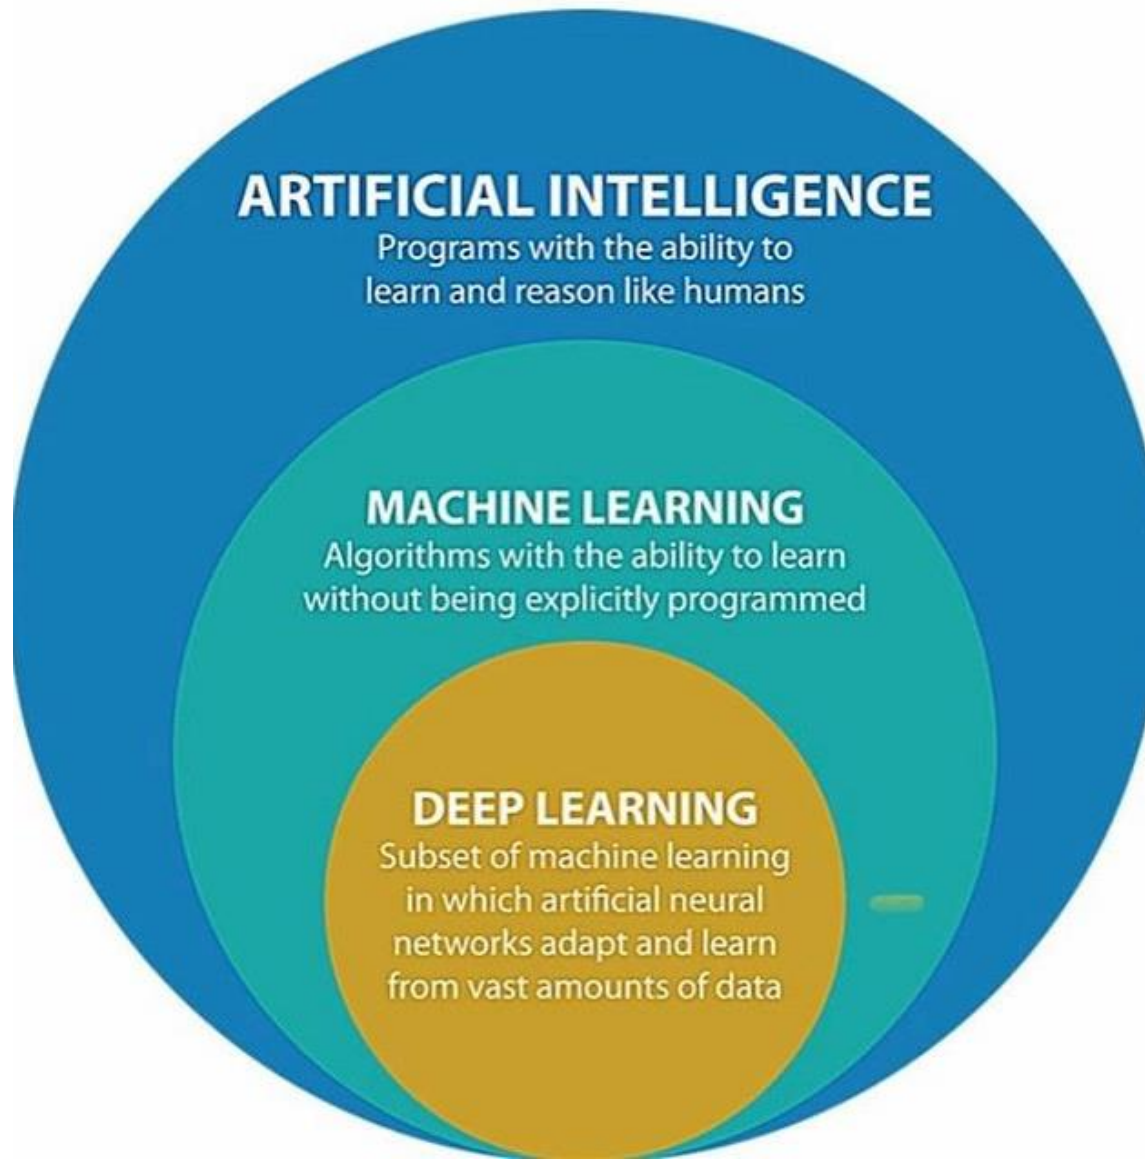 ARTIFICIAL INTELLIGENCE
Programs with the ability to
learn and reason like humans
MACHINE LEARNING
Algorithms with the ability to learn
without being explicitly programmed
DEEP LEARNING
Subset of machine learning
in which artificial neural
networks adapt and learn
from vast amounts of data